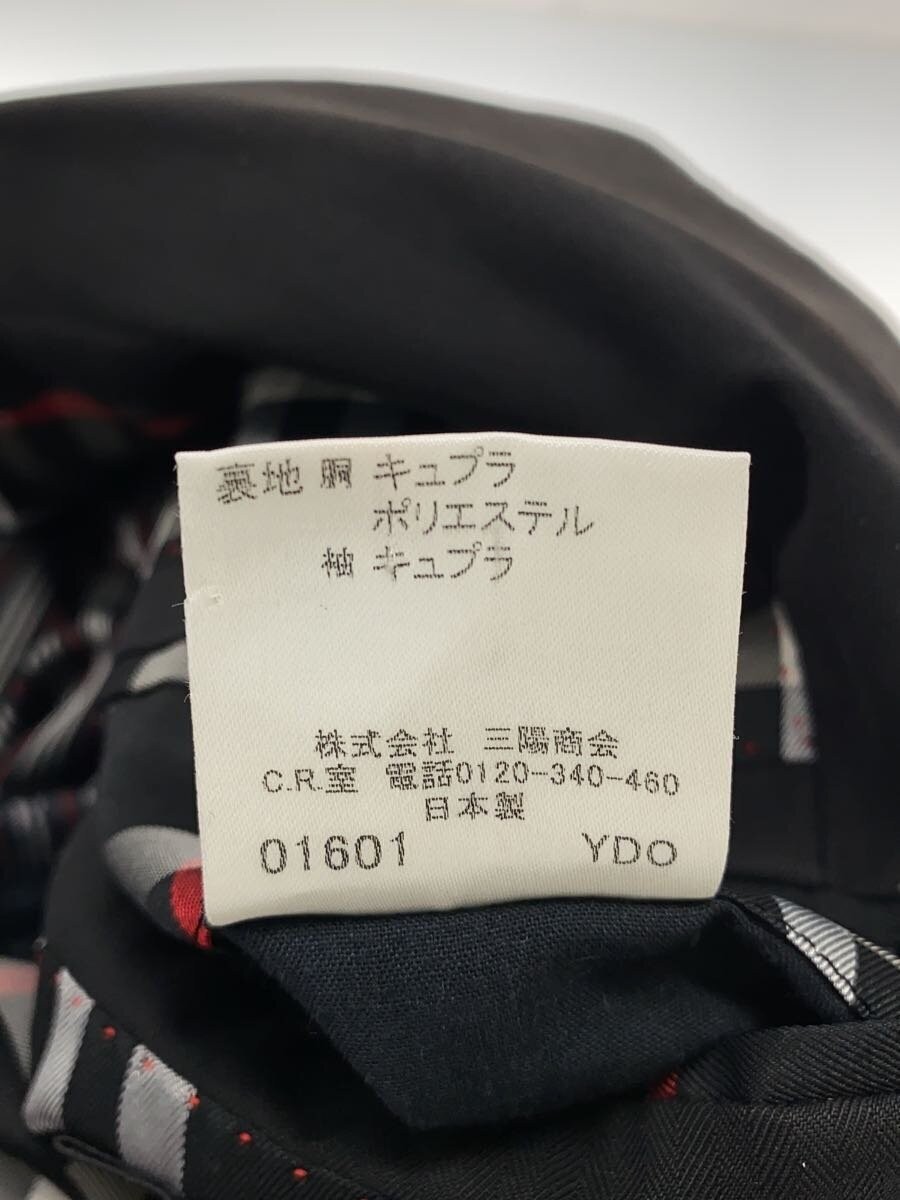 裏地 胴 キュプラ
ポリエステル
袖 キュプラ
株式会社 三陽商会
C.R.室 電話0120-340-460
日本製
01601 YDO